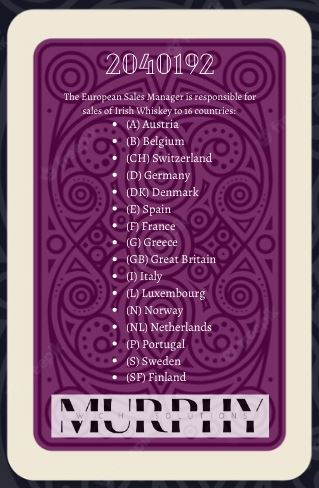 2040192
The European Sales Manager is responsible for
sales of Irish Whiskey to 16 countries:
• (A) Austria
• (B) Belgium
• (CH) Switzerland
• (D) Germany
• (DK) Denmark
• (E) Spain
• (F) France
• (G) Greece
• (GB) Great Britain
• (I) Italy
• (L) Luxembourg
• (N) Norway
• (NL) Netherlands
• (P) Portugal
• (S) Sweden
• (SF) Finland
MURPHY
SOLUTIONS